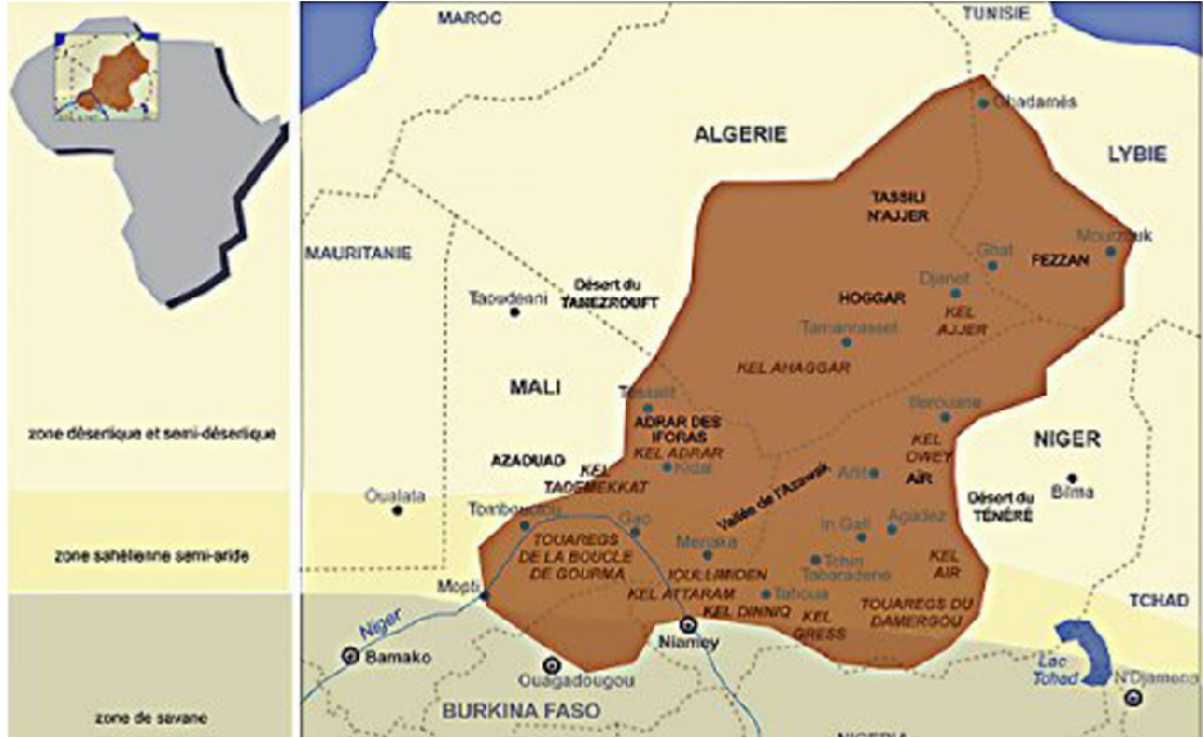 zone désertique et semi-désertique
zone sahélienne semi-aride
zone de savane
MAROC
TUNISIE
Ghadamès
ALGERIE
LYBIE
TASSILI
N'AJJER
MAURITANIE
Mourzouk
Ghat
FEZZAN
Djanet
Désert du
TANEZROUFT
Taoudenni
HOGGAR
KEL
AJJER
Tamanrasset
KEL AHAGGAR
MALI
Tessalit
Iferouane
ADRAR DES
IFORAS
KEL ADRAR
Kidal
NIGER
KEL
OWEY
AZAOUAD
KEL
TADEMEKKAT
Arlit
AÏR
Bilma
Vallée de l'Azawak
Oualata
Désert du
TÉNÉRÉ
Tombouctou
Gao
In Gall
Agadez
TOUAREGS
DE LA BOUCLE
DE GOURMA
Menaka
KEL
AIR
Tchin
Tabaradene
IOULLIMIDEN
KEL ATTARAM
Mopti
Tahoua
KEL DINNIQ
KEL
GRESS
TOUAREGS DU
DAMERGOU
TCHAD
Niger
Niamey
Bamako
Lac
Tchad
N'Djamena
Ouagadougou
BURKINA FASO
NIGERIA